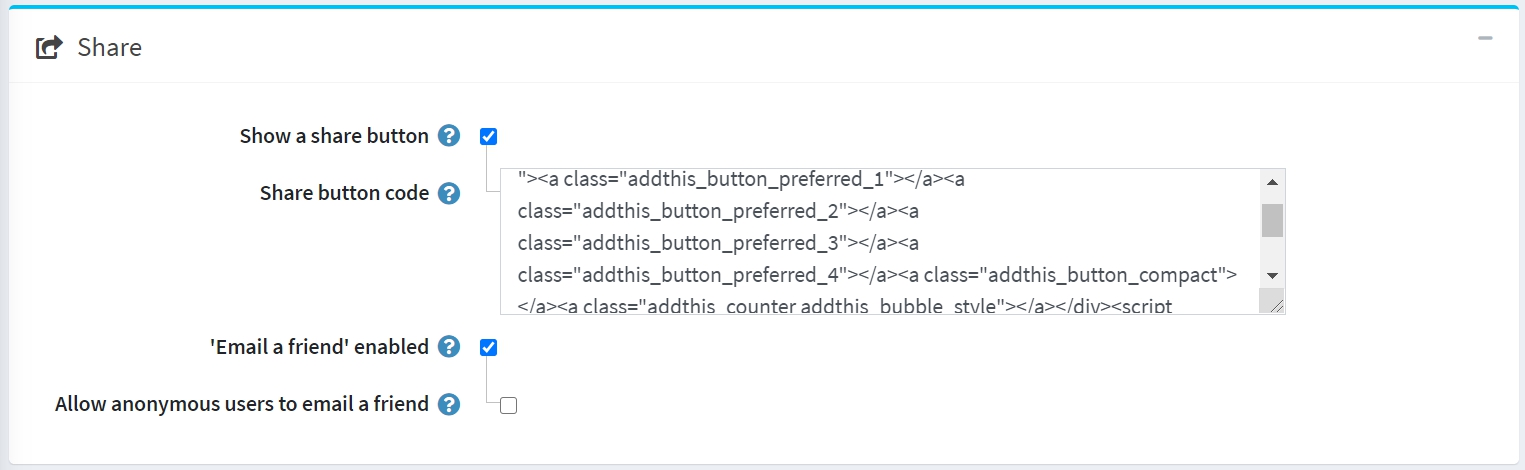 Share
Show a share button ?
Share button code ?
"><a class="addthis_button_preferred_1"></a><a
class="addthis_button_preferred_2"></a><a
class="addthis_button_preferred_3"></a><a
class="addthis_button_preferred_4"></a><a class="addthis_button_compact">
</a><a class="addthis_counter addthis_bubble_style"></a></div><script
'Email a friend' enabled ?
Allow anonymous users to email a friend ?